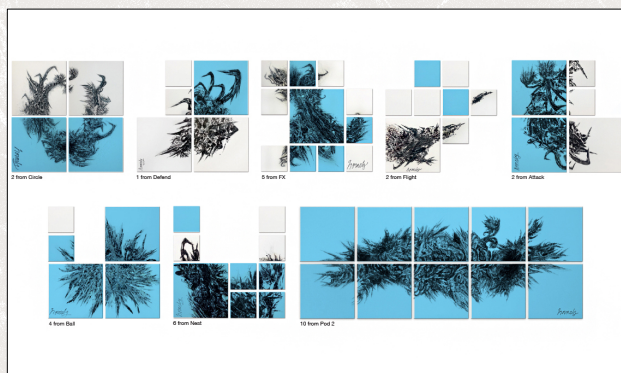 2 from Circle
1 from Defend
5 from FX
2 from Flight
2 from Attack
4 from Ball
6 from Nest
10 from Pod 2